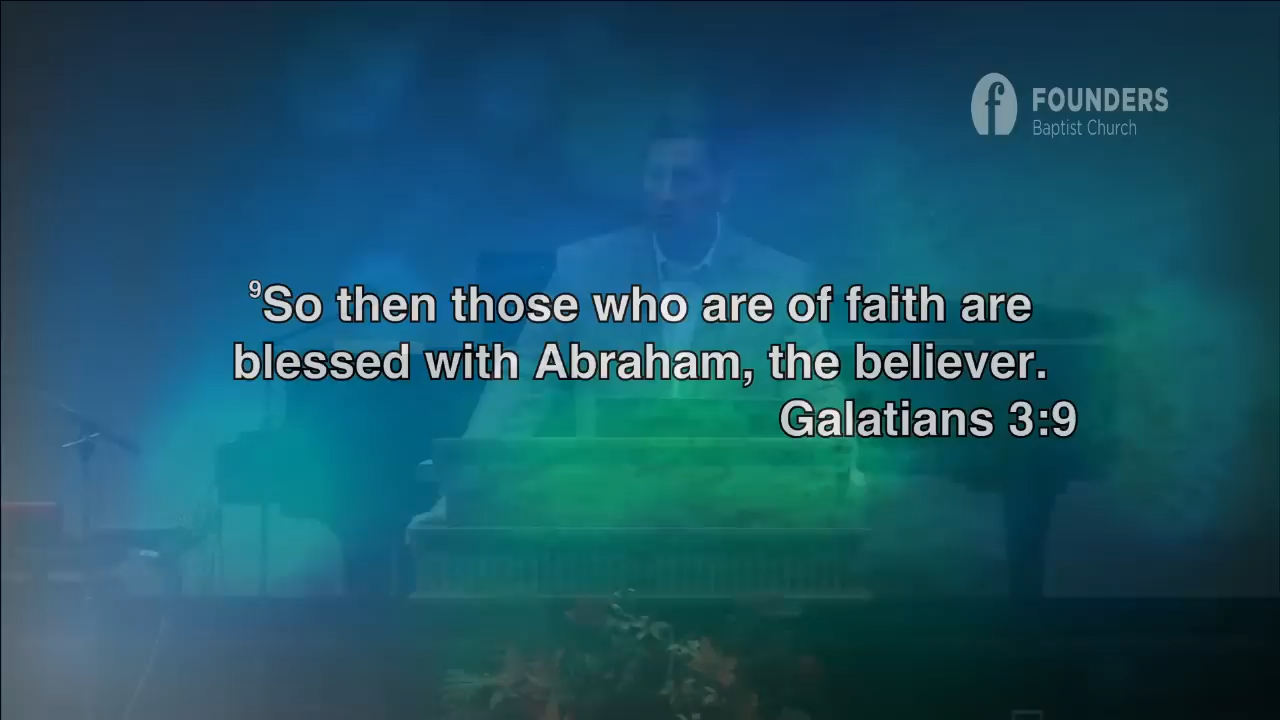 FOUNDERS
Baptist Church
⁹So then those who are of faith are
blessed with Abraham, the believer.
Galatians 3:9